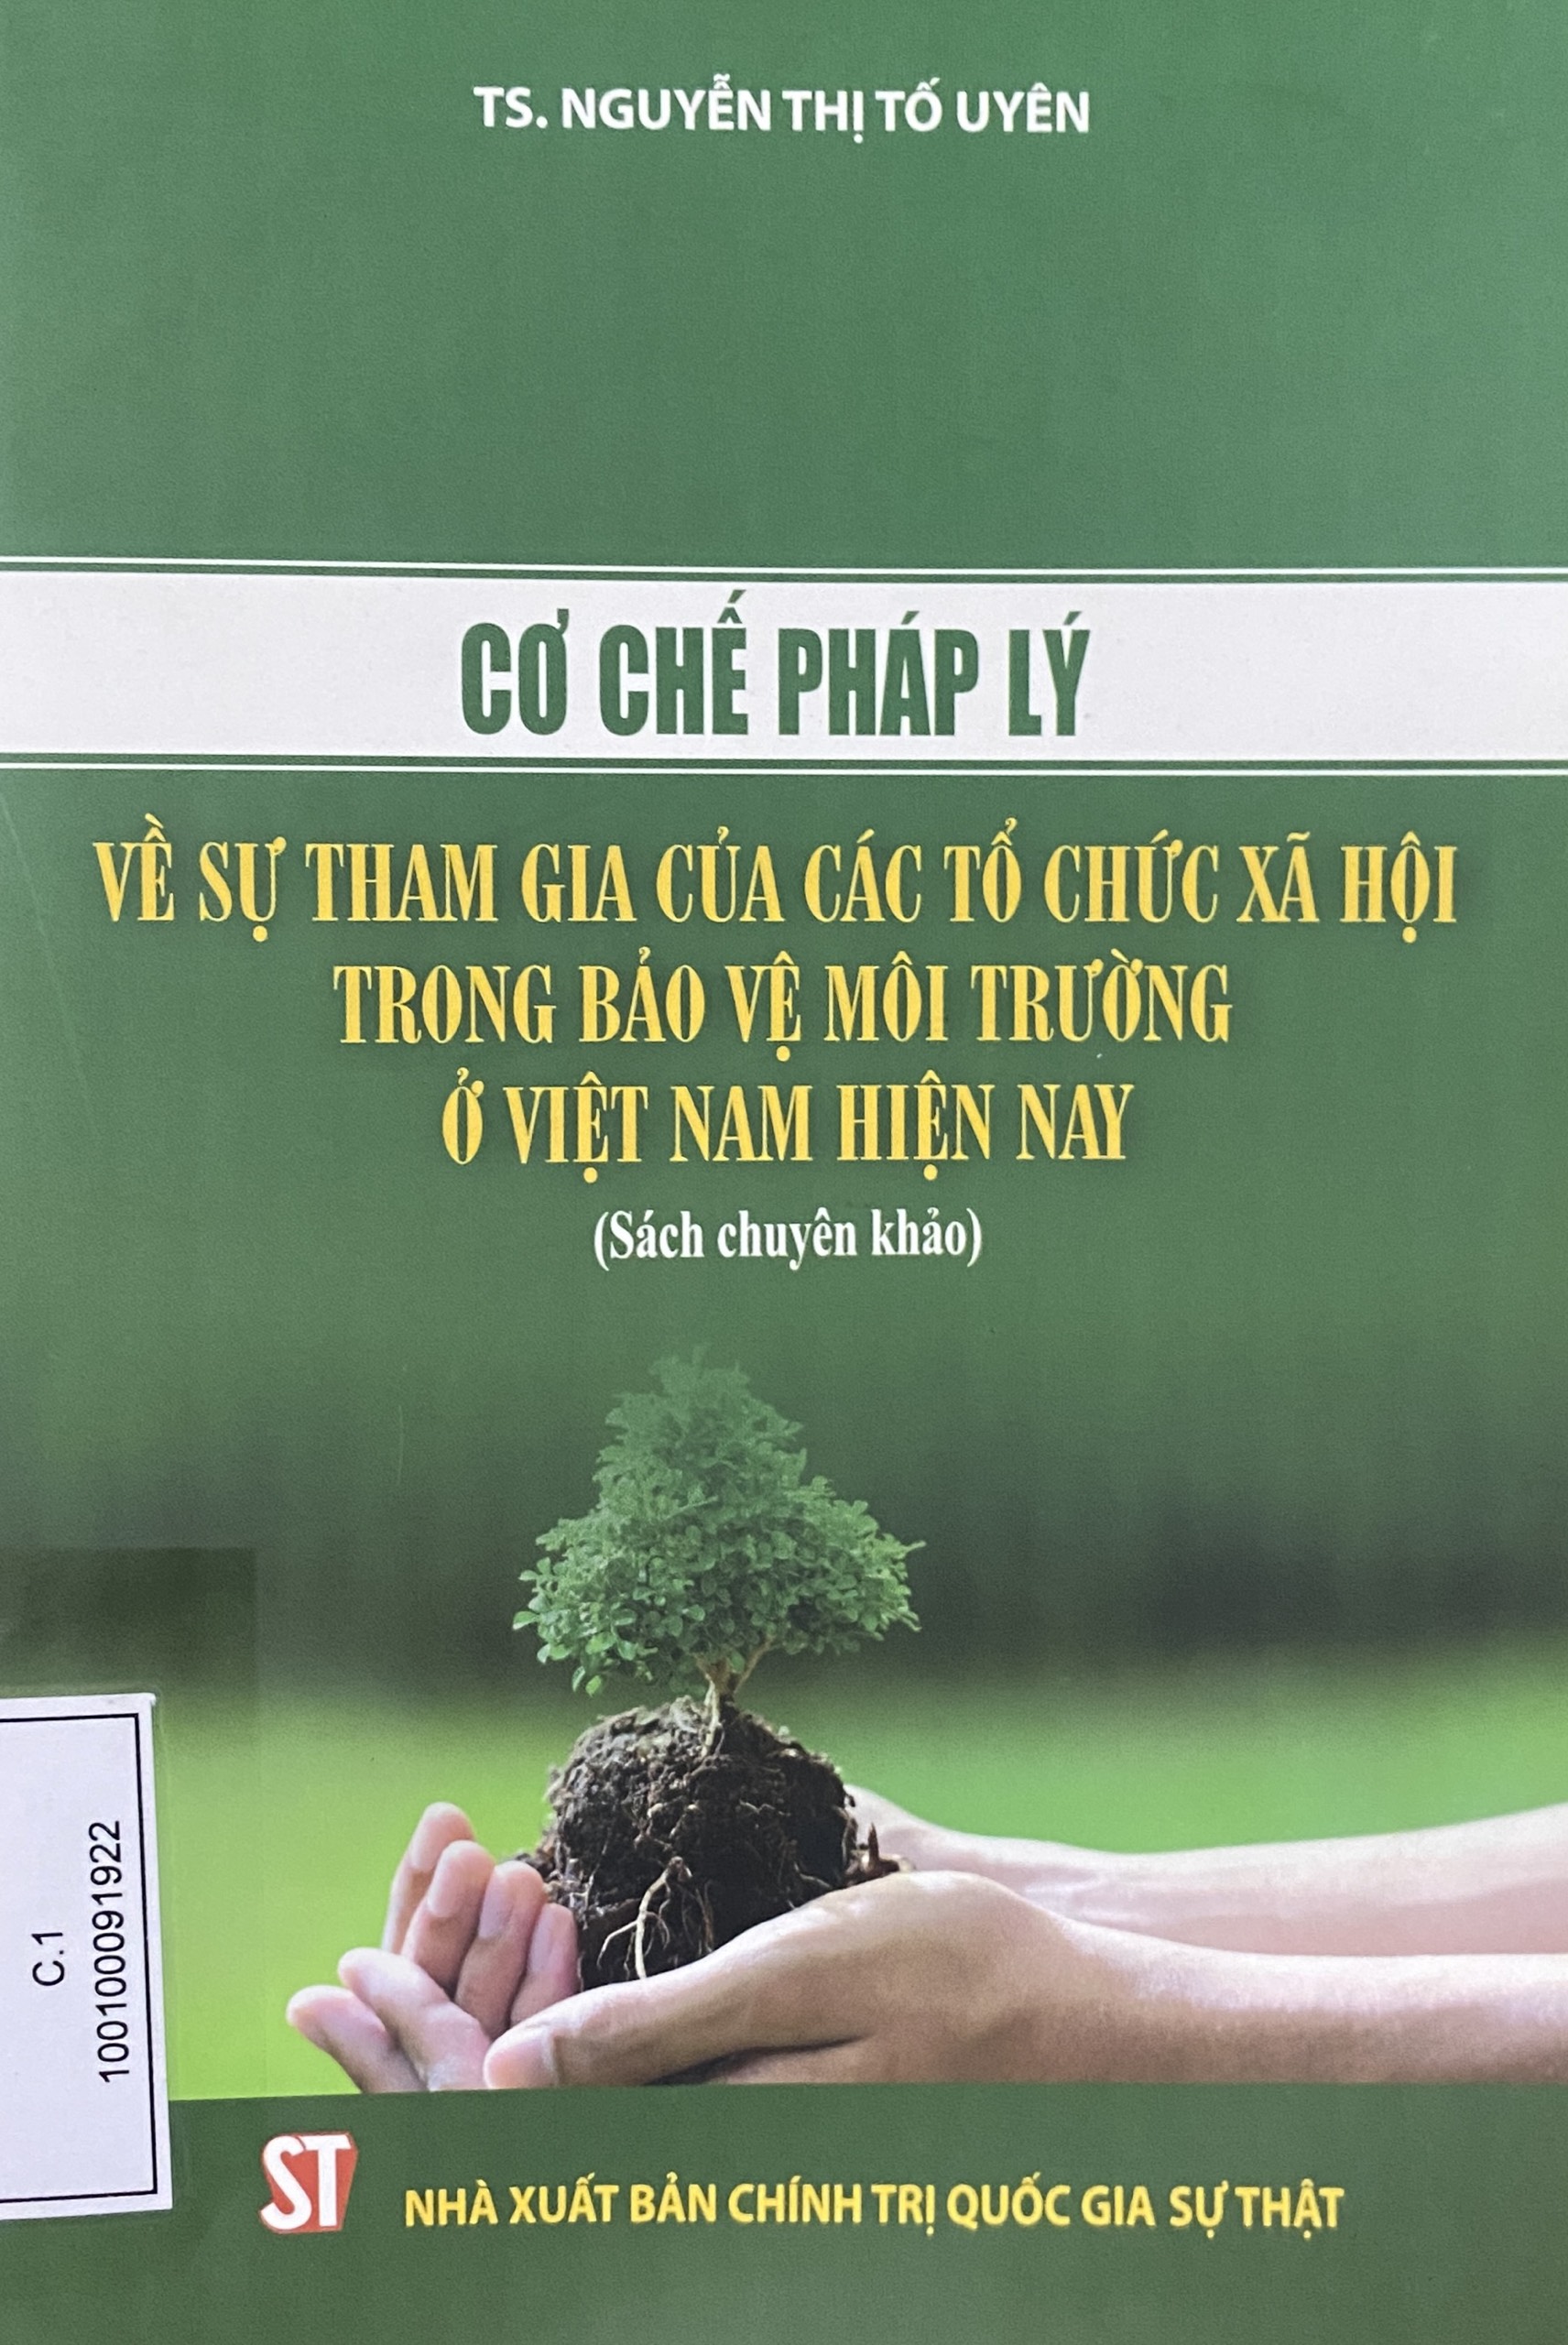 TS. NGUYỄN THỊ TỐ UYÊN
CƠ CHẾ PHÁP LÝ
VỀ SỰ THAM GIA CỦA CÁC TỔ CHỨC XÃ HỘI
TRONG BẢO VỆ MÔI TRƯỜNG
Ở VIỆT NAM HIỆN NAY
(Sách chuyên khảo)
C.1
100100091922
ST
NHÀ XUẤT BẢN CHÍNH TRỊ QUỐC GIA SỰ THẬT